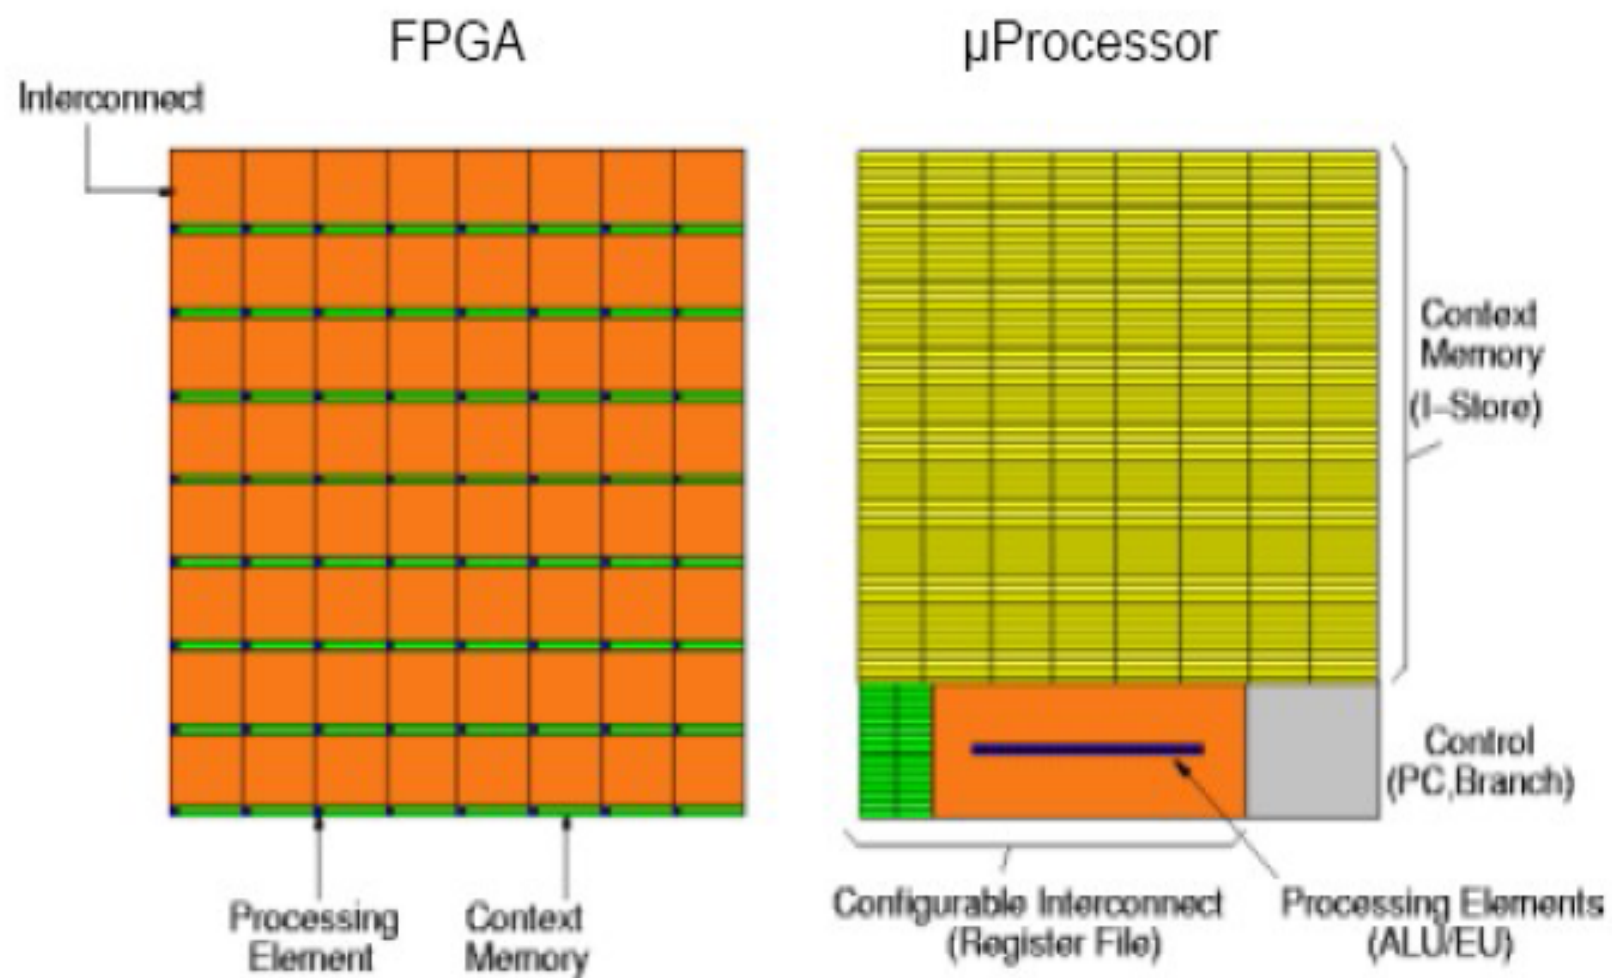 FPGA
µProcessor
Interconnect
Context
Memory
(I-Store)
Control
(PC,Branch)
Processing
Element
Context
Memory
Configurable Interconnect
(Register File)
Processing Elements
(ALU/EU)